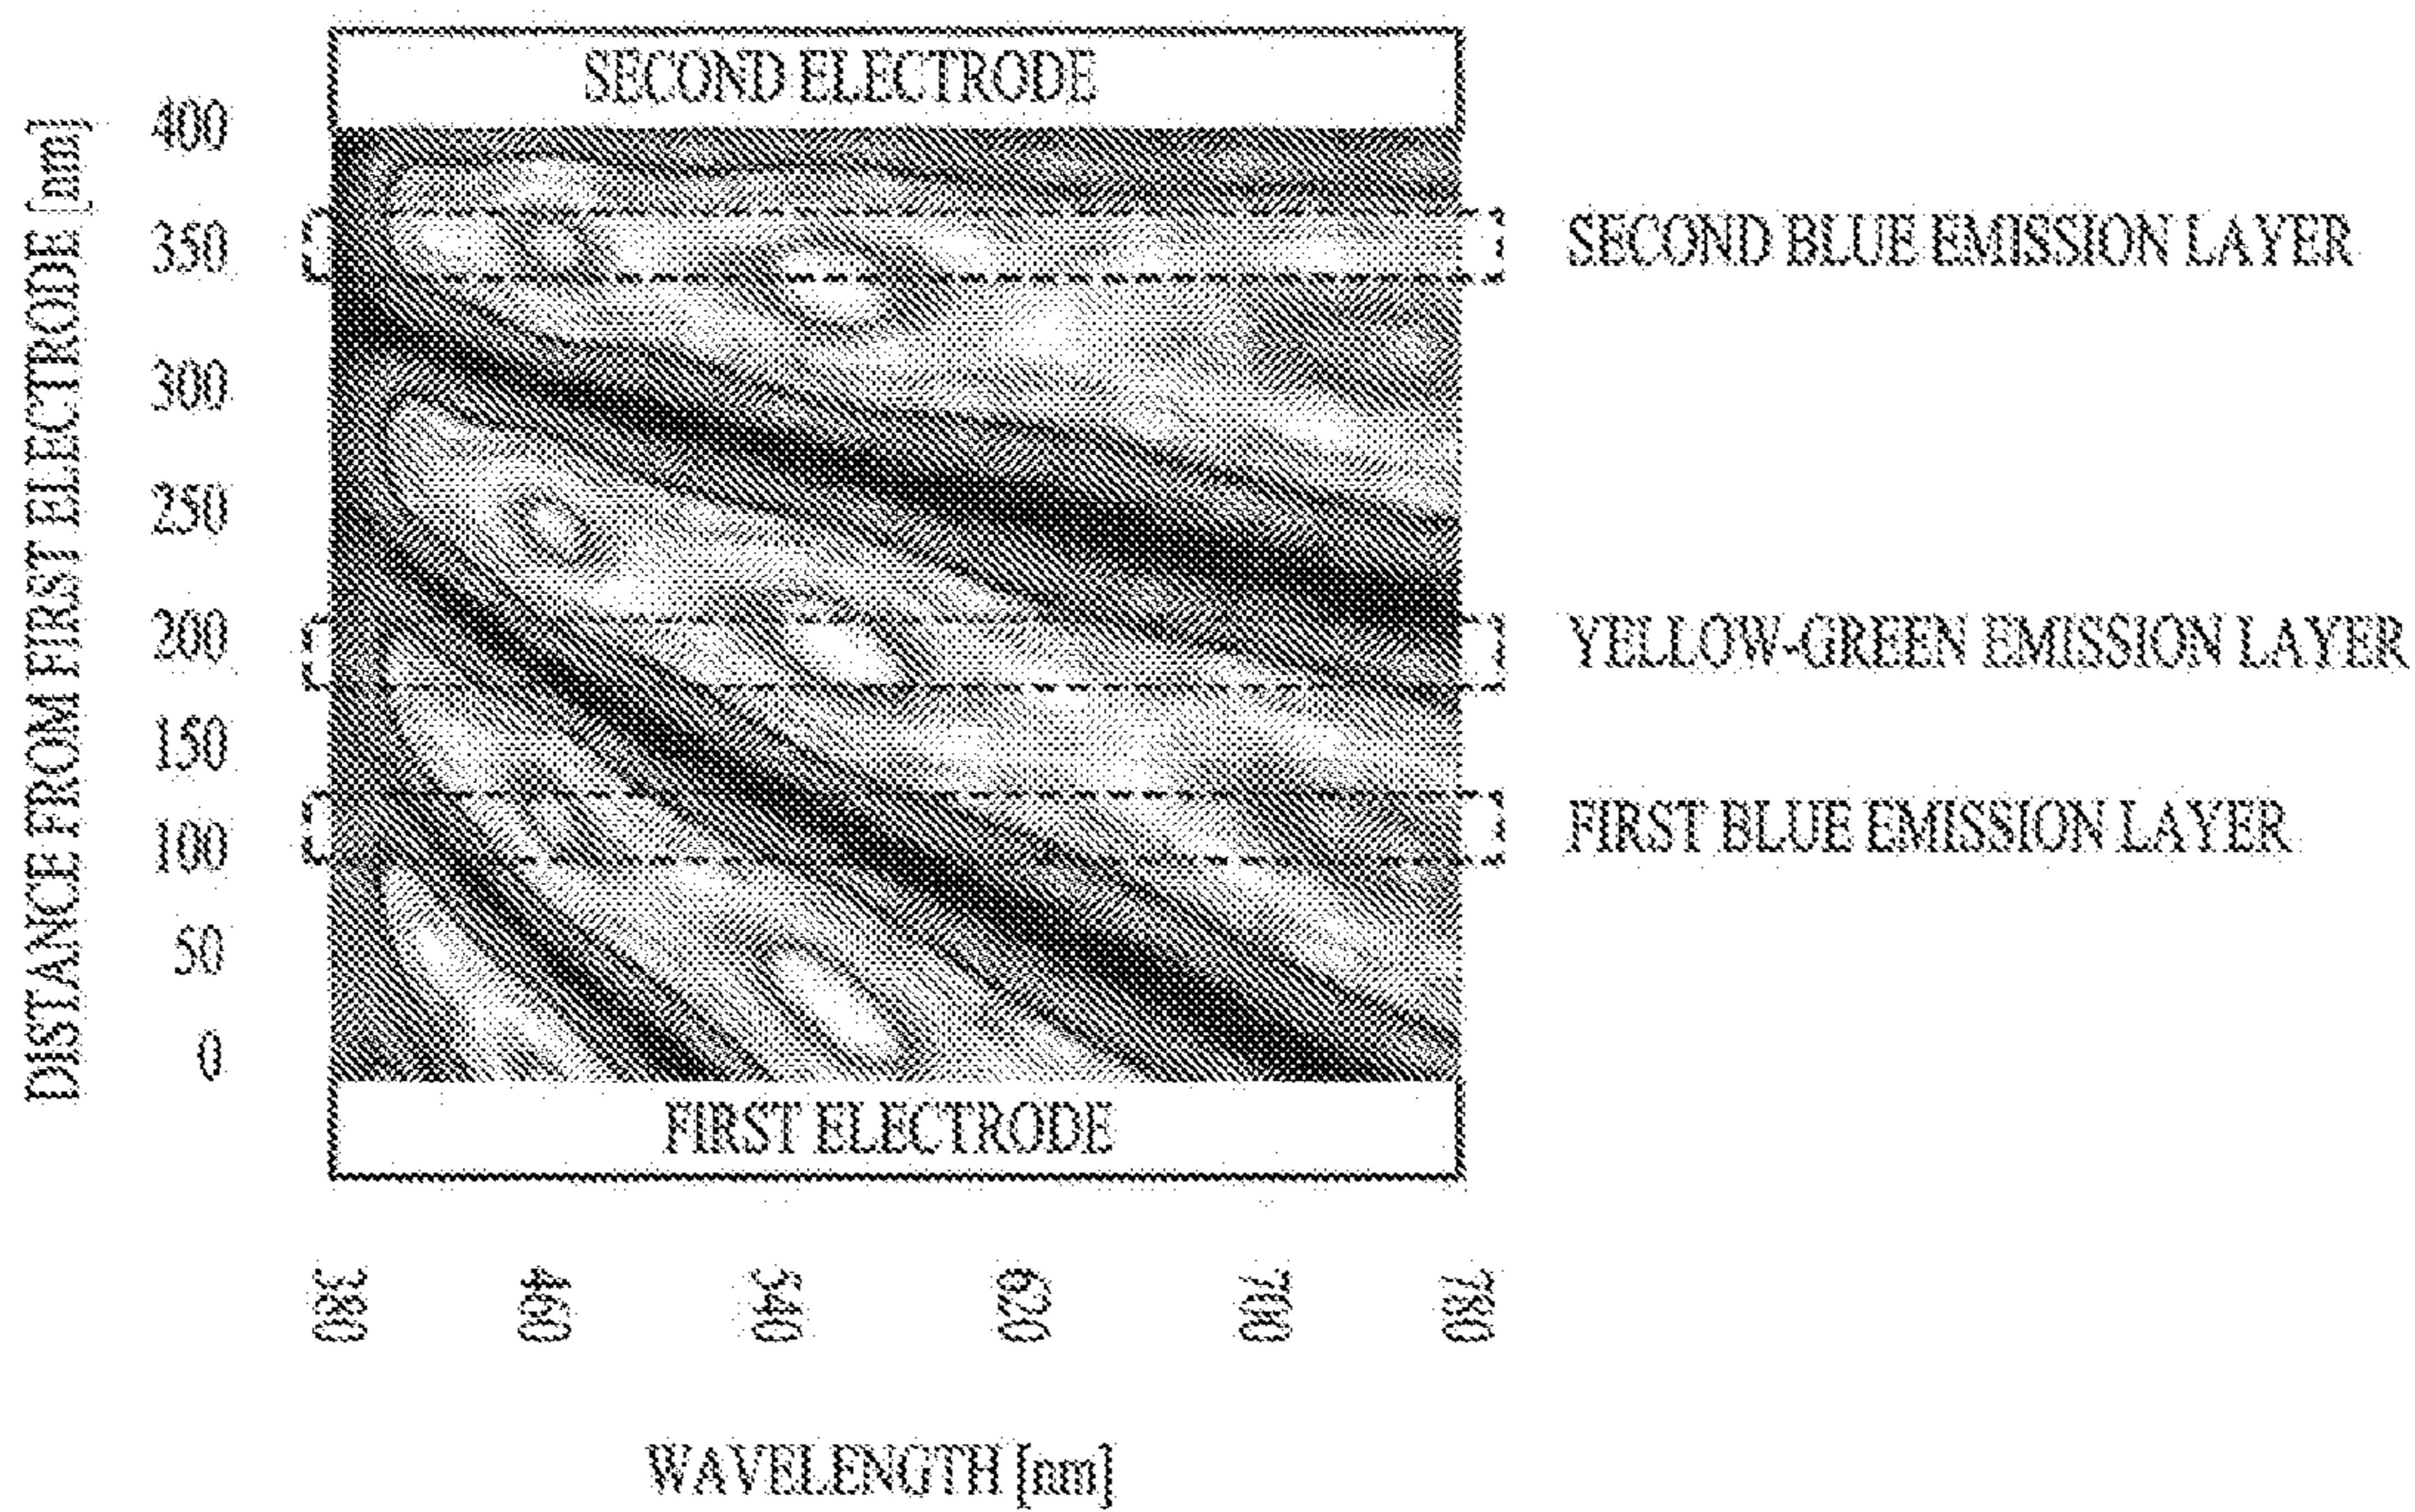 SECOND ELECTRODE
DISTANCE FROM FIRST ELECTRODE [nm]
400
350
300
250
200
150
100
50
0
SECOND BLUE EMISSION LAYER
YELLOW-GREEN EMISSION LAYER
FIRST BLUE EMISSION LAYER
FIRST ELECTRODE
380 460 540 620 700 780
WAVELENGTH [nm]